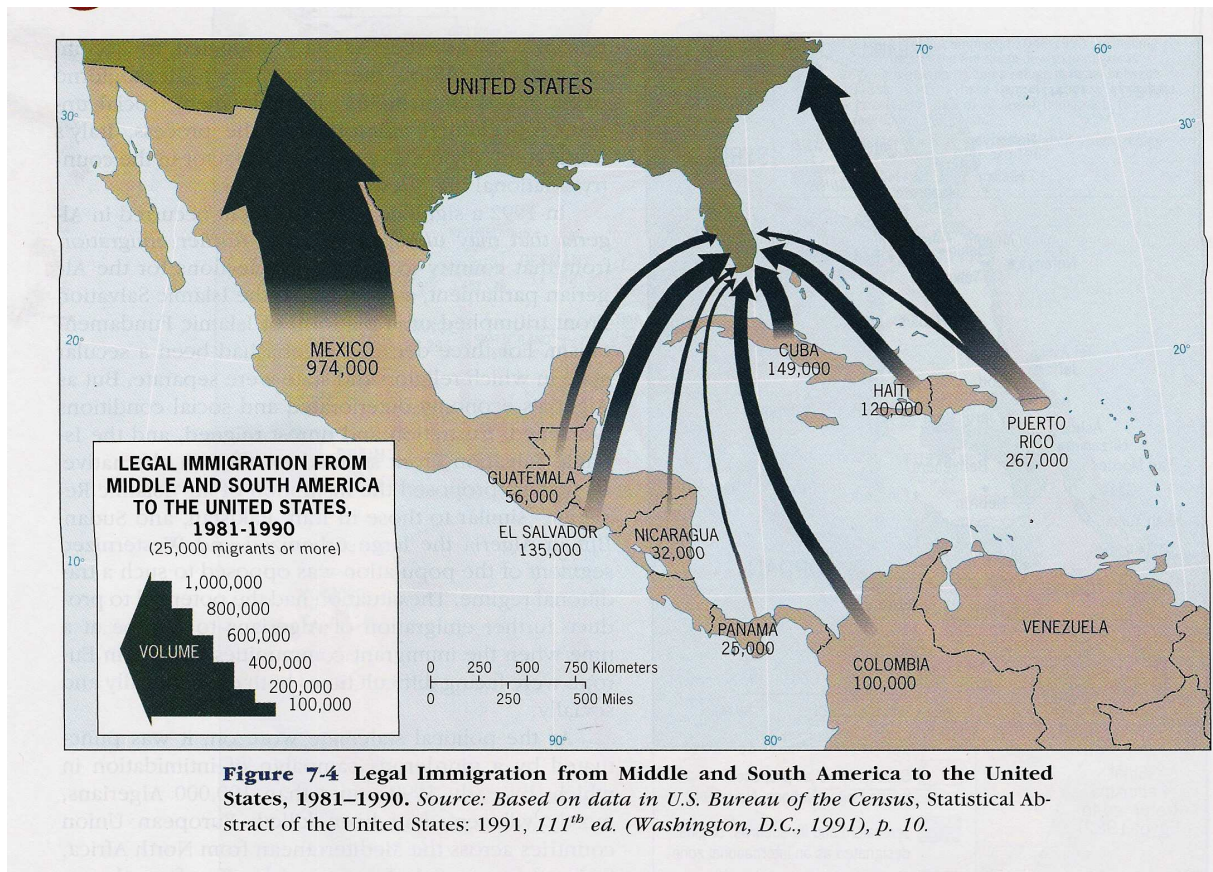 70°
60°
UNITED STATES
30°
30°
20°
20°
MEXICO
974,000
CUBA
149,000
HAITI
120,000
PUERTO
RICO
267,000
GUATEMALA
56,000
EL SALVADOR
135,000
NICARAGUA
32,000
PANAMA
25,000
VENEZUELA
COLOMBIA
100,000
10°
90°
80°
LEGAL IMMIGRATION FROM
MIDDLE AND SOUTH AMERICA
TO THE UNITED STATES,
1981-1990
(25,000 migrants or more)
1,000,000
800,000
600,000
400,000
200,000
100,000
VOLUME
0 250 500 750 Kilometers
0 250 500 Miles
Figure 7-4 Legal Immigration from Middle and South America to the United
States, 1981–1990. Source: Based on data in U.S. Bureau of the Census, Statistical Ab-
stract of the United States: 1991, 111th ed. (Washington, D.C., 1991), p. 10.